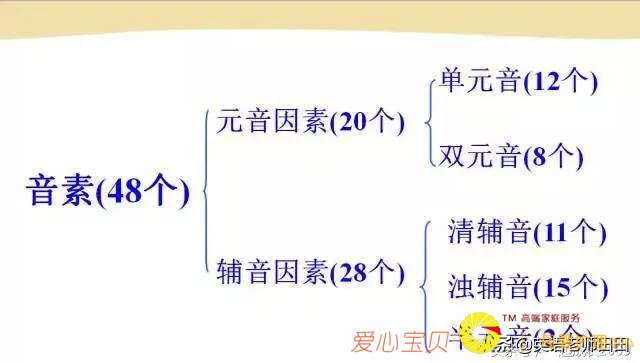 单元音(12个)
元音因素(20个)
双元音(8个)
音素(48个)
清辅音(11个)
辅音因素(28个)
浊辅音(15个)
TM 高端家庭服务
音(2个)
爱心宝贝